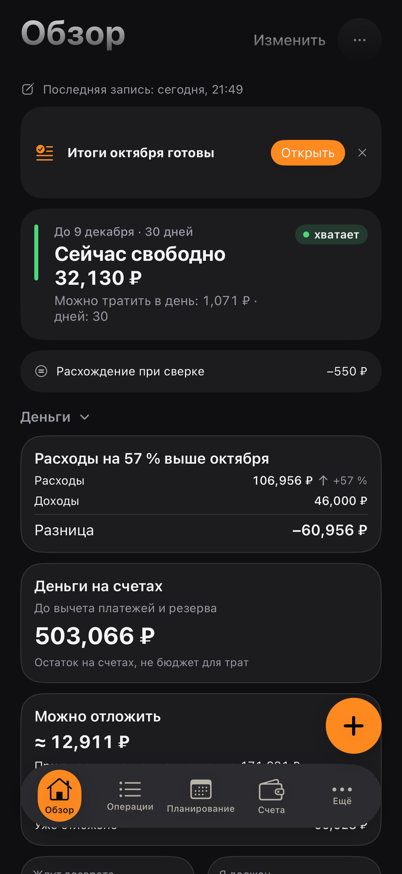 Обзор
Изменить
Последняя запись: сегодня, 21:49
Итоги октября готовы
Открыть
До 9 декабря · 30 дней
хватает
Сейчас свободно
32,130 ₽
Можно тратить в день: 1,071 ₽ ·
дней: 30
Расхождение при сверке
−550 ₽
Деньги
Расходы на 57 % выше октября
Расходы
106,956 ₽ ↑ +57 %
Доходы
46,000 ₽
Разница
−60,956 ₽
Деньги на счетах
До вычета платежей и резерва
503,066 ₽
Остаток на счетах, не бюджет для трат
Можно отложить
≈ 12,911 ₽
Обзор
Операции
Планирование
Счета
Ещё